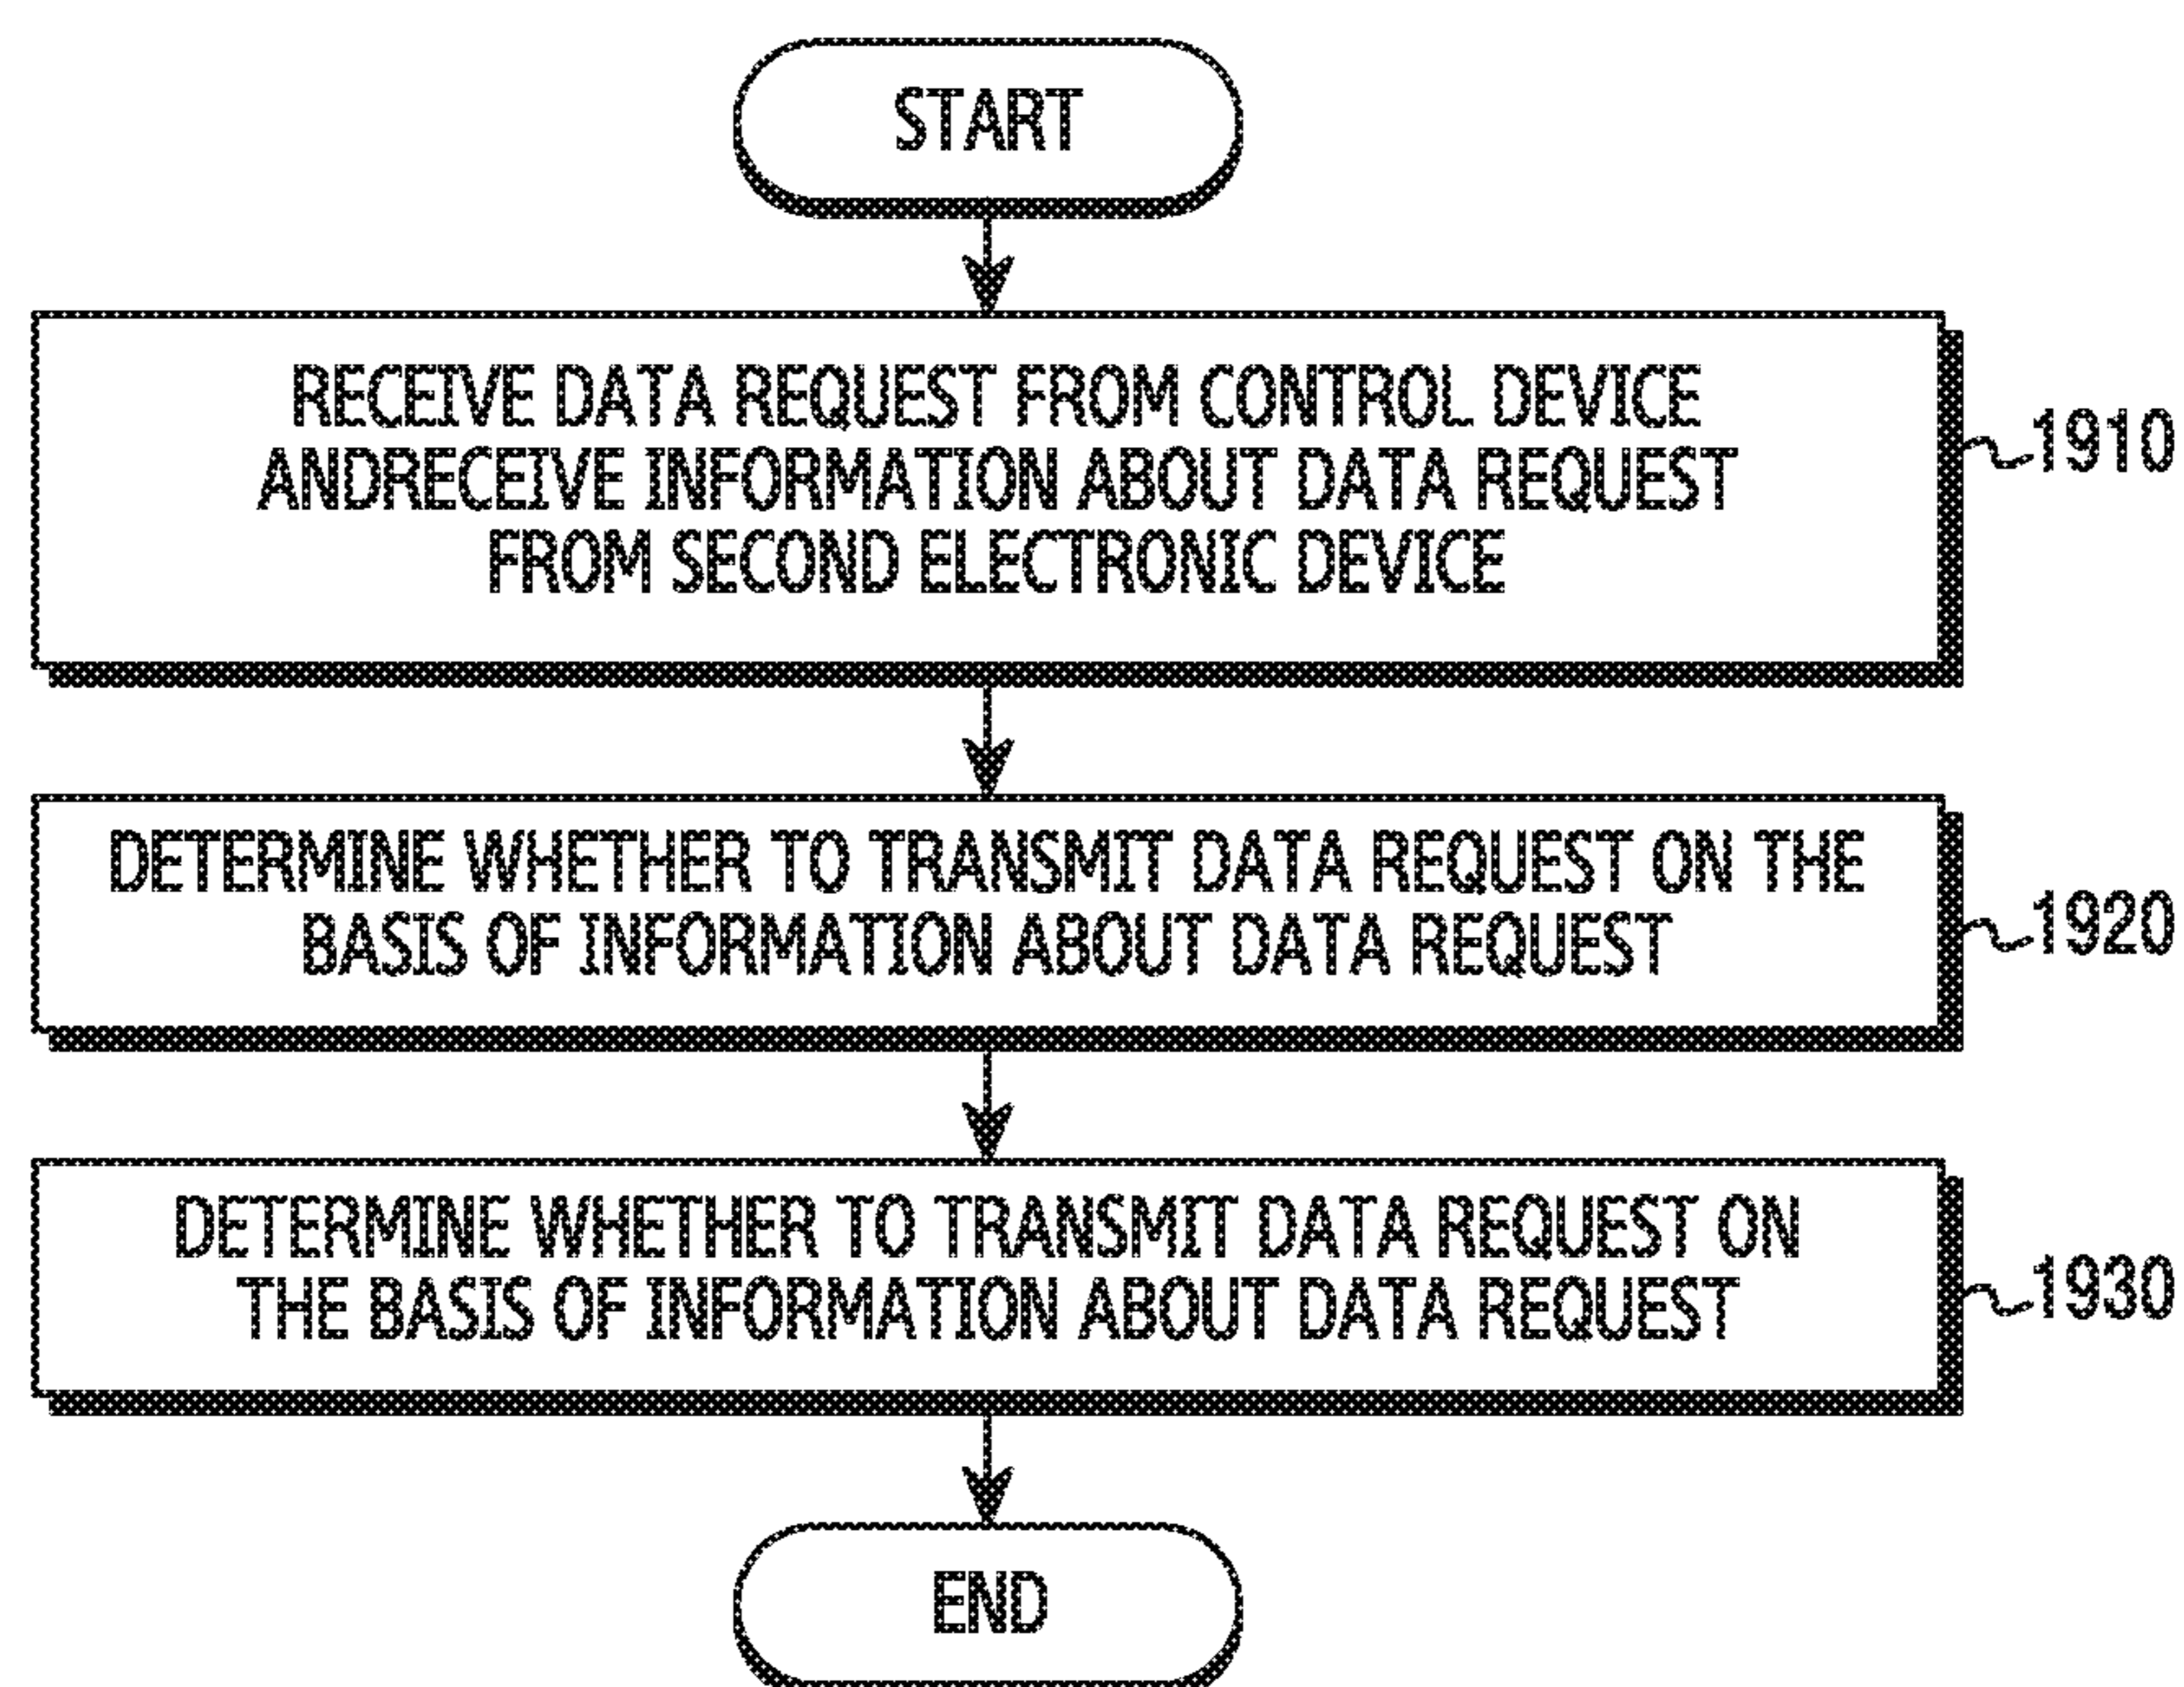 START
RECEIVE DATA REQUEST FROM CONTROL DEVICE
ANDRECEIVE INFORMATION ABOUT DATA REQUEST
FROM SECOND ELECTRONIC DEVICE
1910
DETERMINE WHETHER TO TRANSMIT DATA REQUEST ON THE
BASIS OF INFORMATION ABOUT DATA REQUEST
1920
DETERMINE WHETHER TO TRANSMIT DATA REQUEST ON
THE BASIS OF INFORMATION ABOUT DATA REQUEST
1930
END